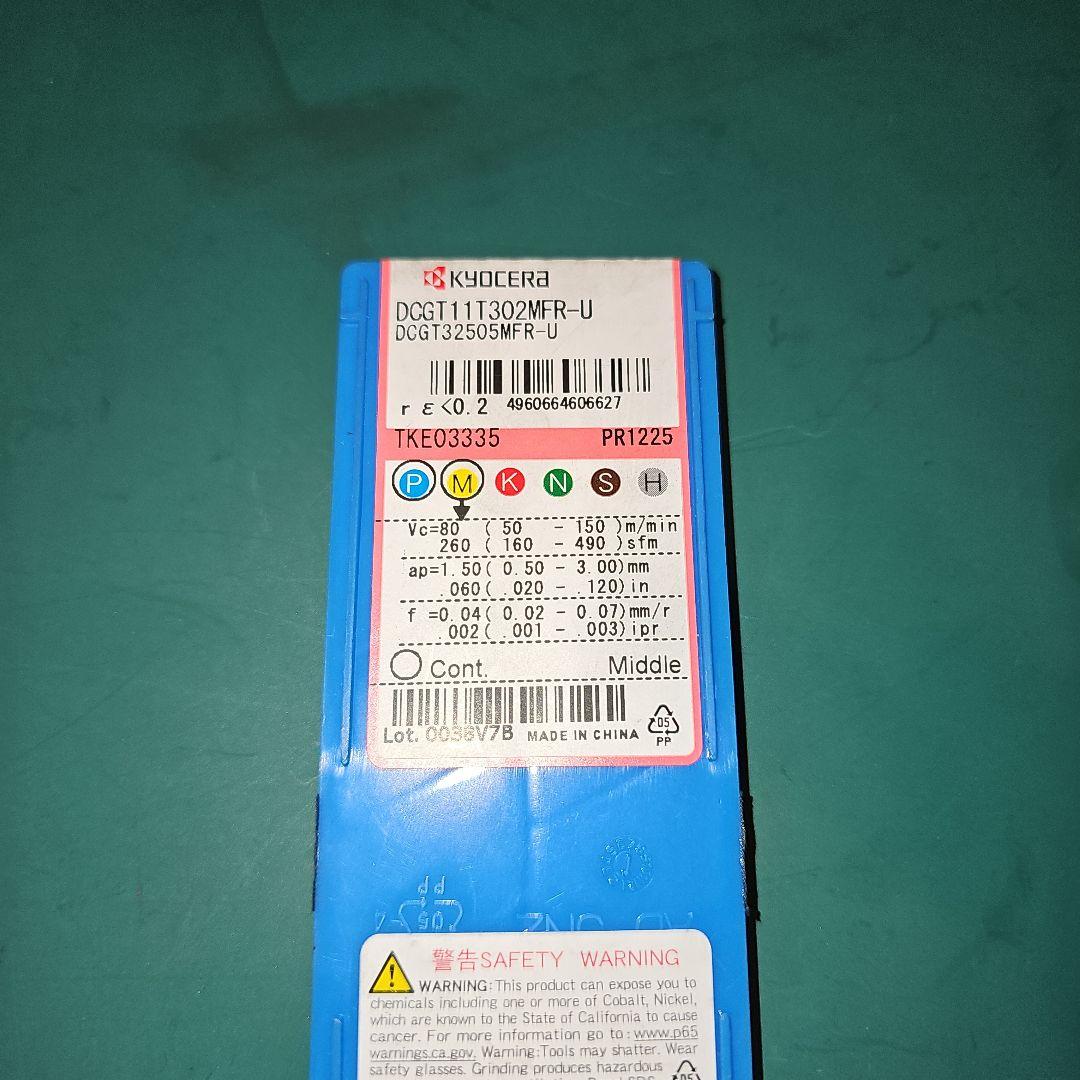 KYOCERA
DCGT11T302MFR-U
DCGT32505MFR-U
rε<0.2 4960664606627
TKE03335 PR1225
P M K N S H
Vc=80 ( 50 - 150 )m/min
260 ( 160 - 490 )sfm
ap=1.50( 0.50 - 3.00)mm
.060( .020 - .120)in
f =0.04( 0.02 - 0.07)mm/r
.002( .001 - .003)ipr
Cont. Middle
Lot. 0036V7B MADE IN CHINA
05
PP
警告SAFETY WARNING
WARNING:This product can expose you to
chemicals including one or more of Cobalt, Nickel,
which are known to the State of California to cause
cancer. For more information go to: www.p65
warnings.ca.gov. Warning:Tools may shatter. Wear
safety glasses. Grinding produces hazardous